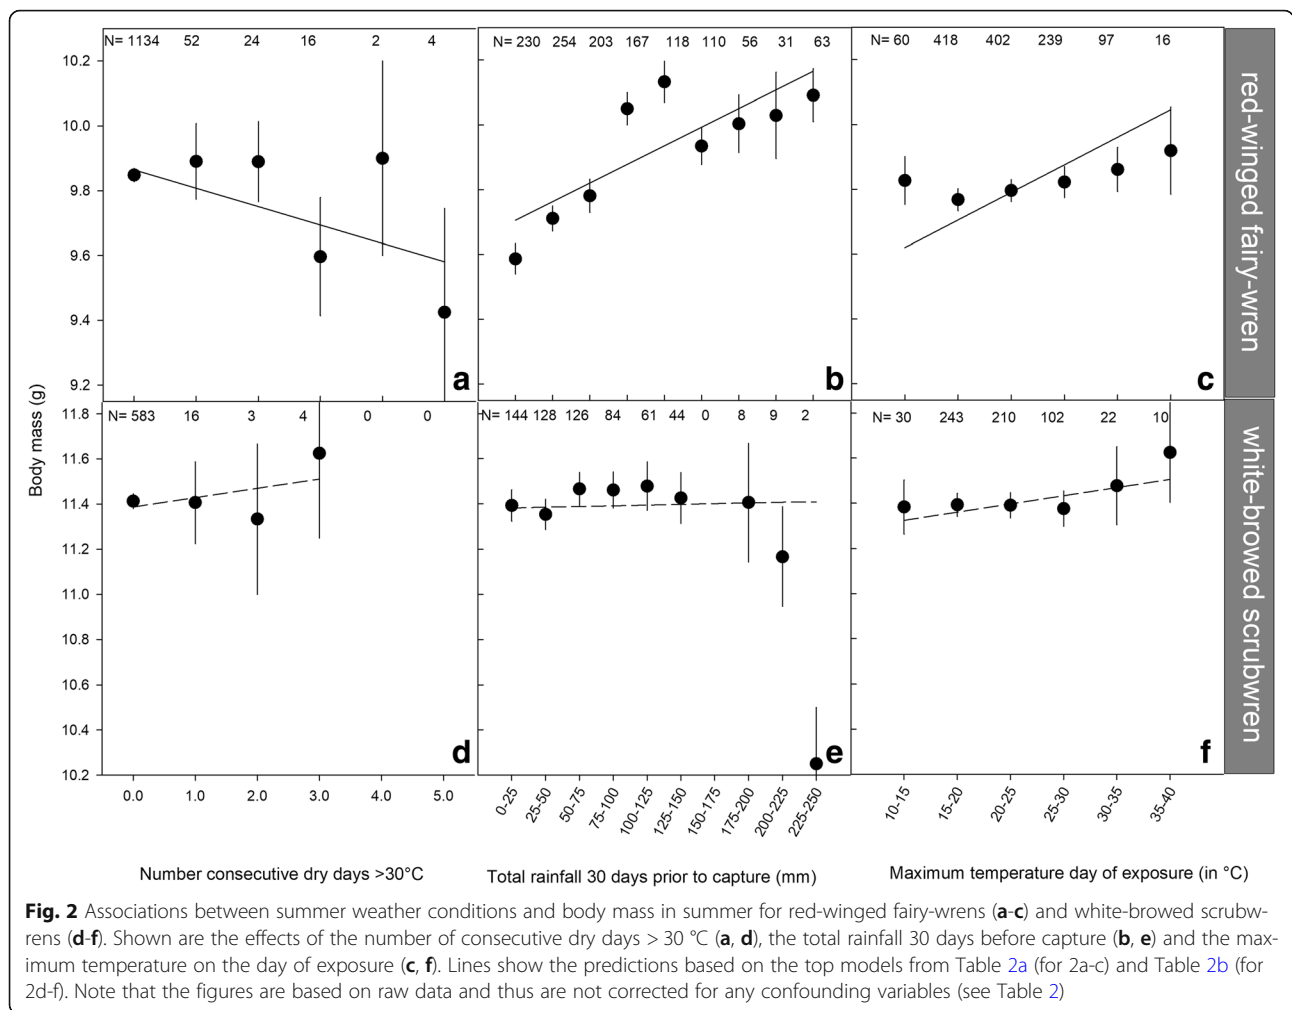 N= 1134 52 24 16 2 4
N= 230 254 203 167 118 110 56 31 63
N= 60 418 402 239 97 16
10.2
10.0
9.8
9.6
9.4
9.2
a
b
c
red-winged fairy-wren
Body mass (g)
N= 583 16 3 4 0 0
N= 144 128 126 84 61 44 0 8 9 2
N= 30 243 210 102 22 10
11.8
11.6
11.4
11.2
11.0
10.8
10.6
10.4
10.2
d
e
f
white-browed scrubwren
0.0 1.0 2.0 3.0 4.0 5.0
0-25 25-50 50-75 75-100 100-125 125-150 150-175 175-200 200-225 225-250
10-15 15-20 20-25 25-30 30-35 35-40
Number consecutive dry days >30°C
Total rainfall 30 days prior to capture (mm)
Maximum temperature day of exposure (in °C)
Fig. 2 Associations between summer weather conditions and body mass in summer for red-winged fairy-wrens (a-c) and white-browed scrubw-
rens (d-f). Shown are the effects of the number of consecutive dry days > 30 °C (a, d), the total rainfall 30 days before capture (b, e) and the max-
imum temperature on the day of exposure (c, f). Lines show the predictions based on the top models from Table 2a (for 2a-c) and Table 2b (for
2d-f). Note that the figures are based on raw data and thus are not corrected for any confounding variables (see Table 2)